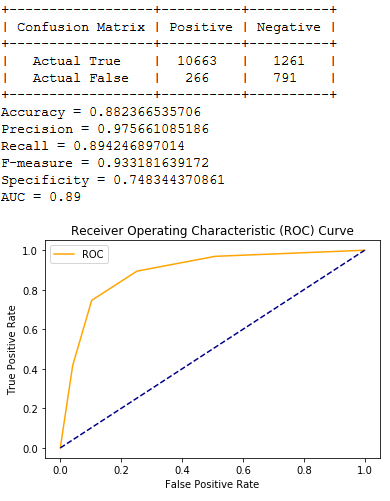 +-------------------+----------+----------+
| Confusion Matrix | Positive | Negative |
+-------------------+----------+----------+
| Actual True | 10663 | 1261 |
| Actual False | 266 | 791 |
+-------------------+----------+----------+
Accuracy = 0.882366535706
Precision = 0.975661085186
Recall = 0.894246897014
F-measure = 0.933181639172
Specificity = 0.748344370861
AUC = 0.89
Receiver Operating Characteristic (ROC) Curve
ROC
1.0
0.8
0.6
0.4
0.2
0.0
True Positive Rate
0.0 0.2 0.4 0.6 0.8 1.0
False Positive Rate